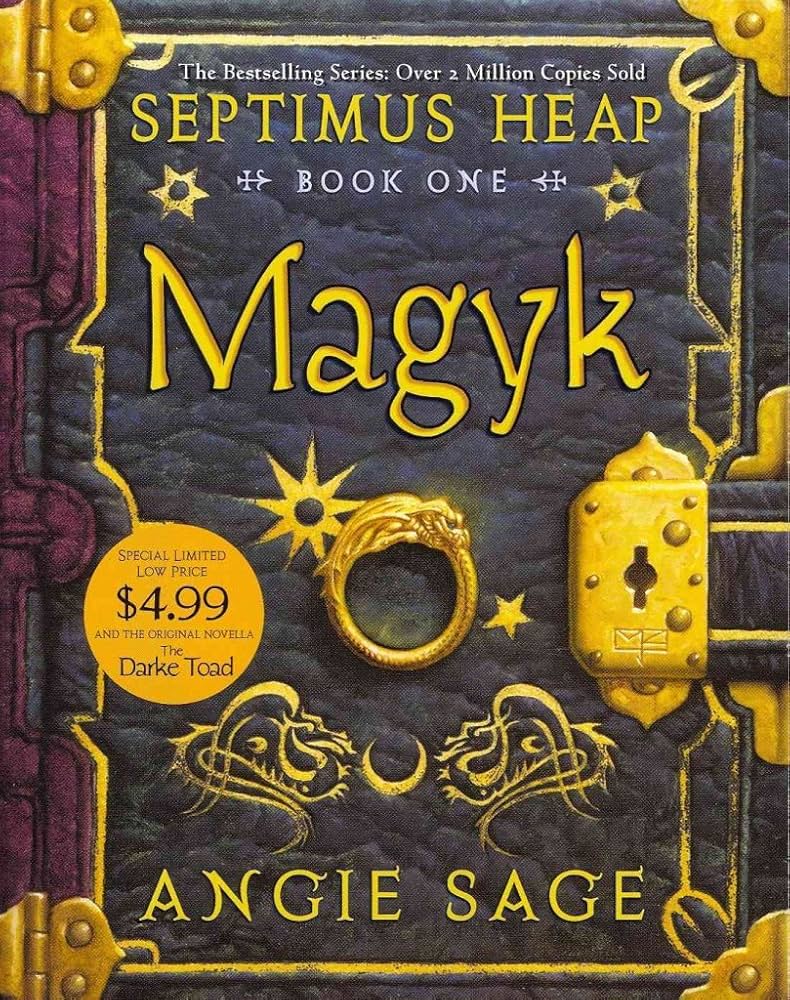 The Bestselling Series: Over 2 Million Copies Sold
SEPTIMUS HEAP
BOOK ONE
Magyk
SPECIAL LIMITED
LOW PRICE
$4.99
AND THE ORIGINAL NOVELLA
The
Darke Toad
ANGIE SAGE